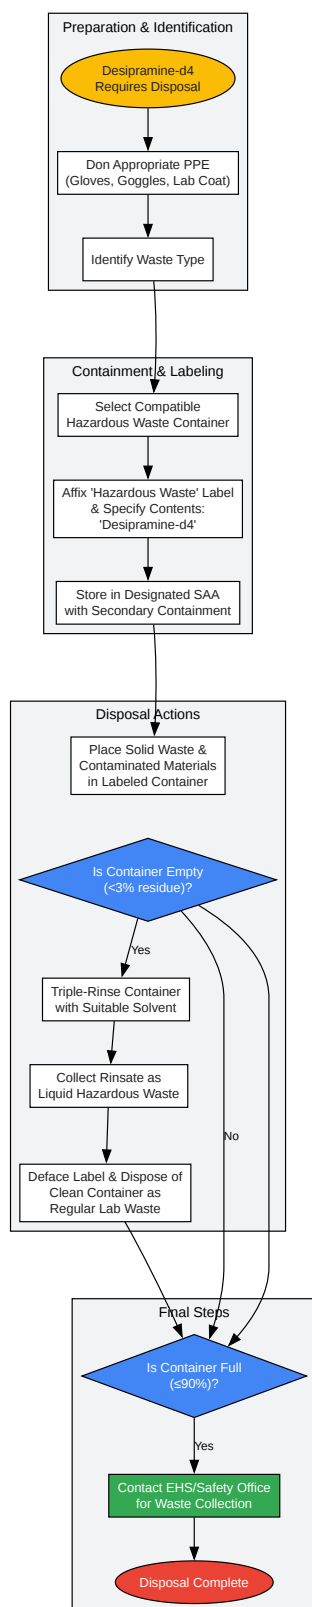 Preparation & Identification
Desipramine-d4
Requires Disposal
Don Appropriate PPE
(Gloves, Goggles, Lab Coat)
Identify Waste Type
Containment & Labeling
Select Compatible
Hazardous Waste Container
Affix 'Hazardous Waste' Label
& Specify Contents:
'Desipramine-d4'
Store in Designated SAA
with Secondary Containment
Disposal Actions
Place Solid Waste &
Contaminated Materials
in Labeled Container
Is Container Empty
(<3% residue)?
Yes
Triple-Rinse Container
with Suitable Solvent
Collect Rinsate as
Liquid Hazardous Waste
No
Deface Label & Dispose of
Clean Container as
Regular Lab Waste
Final Steps
Is Container Full
(≤90%)?
Yes
Contact EHS/Safety Office
for Waste Collection
Disposal Complete